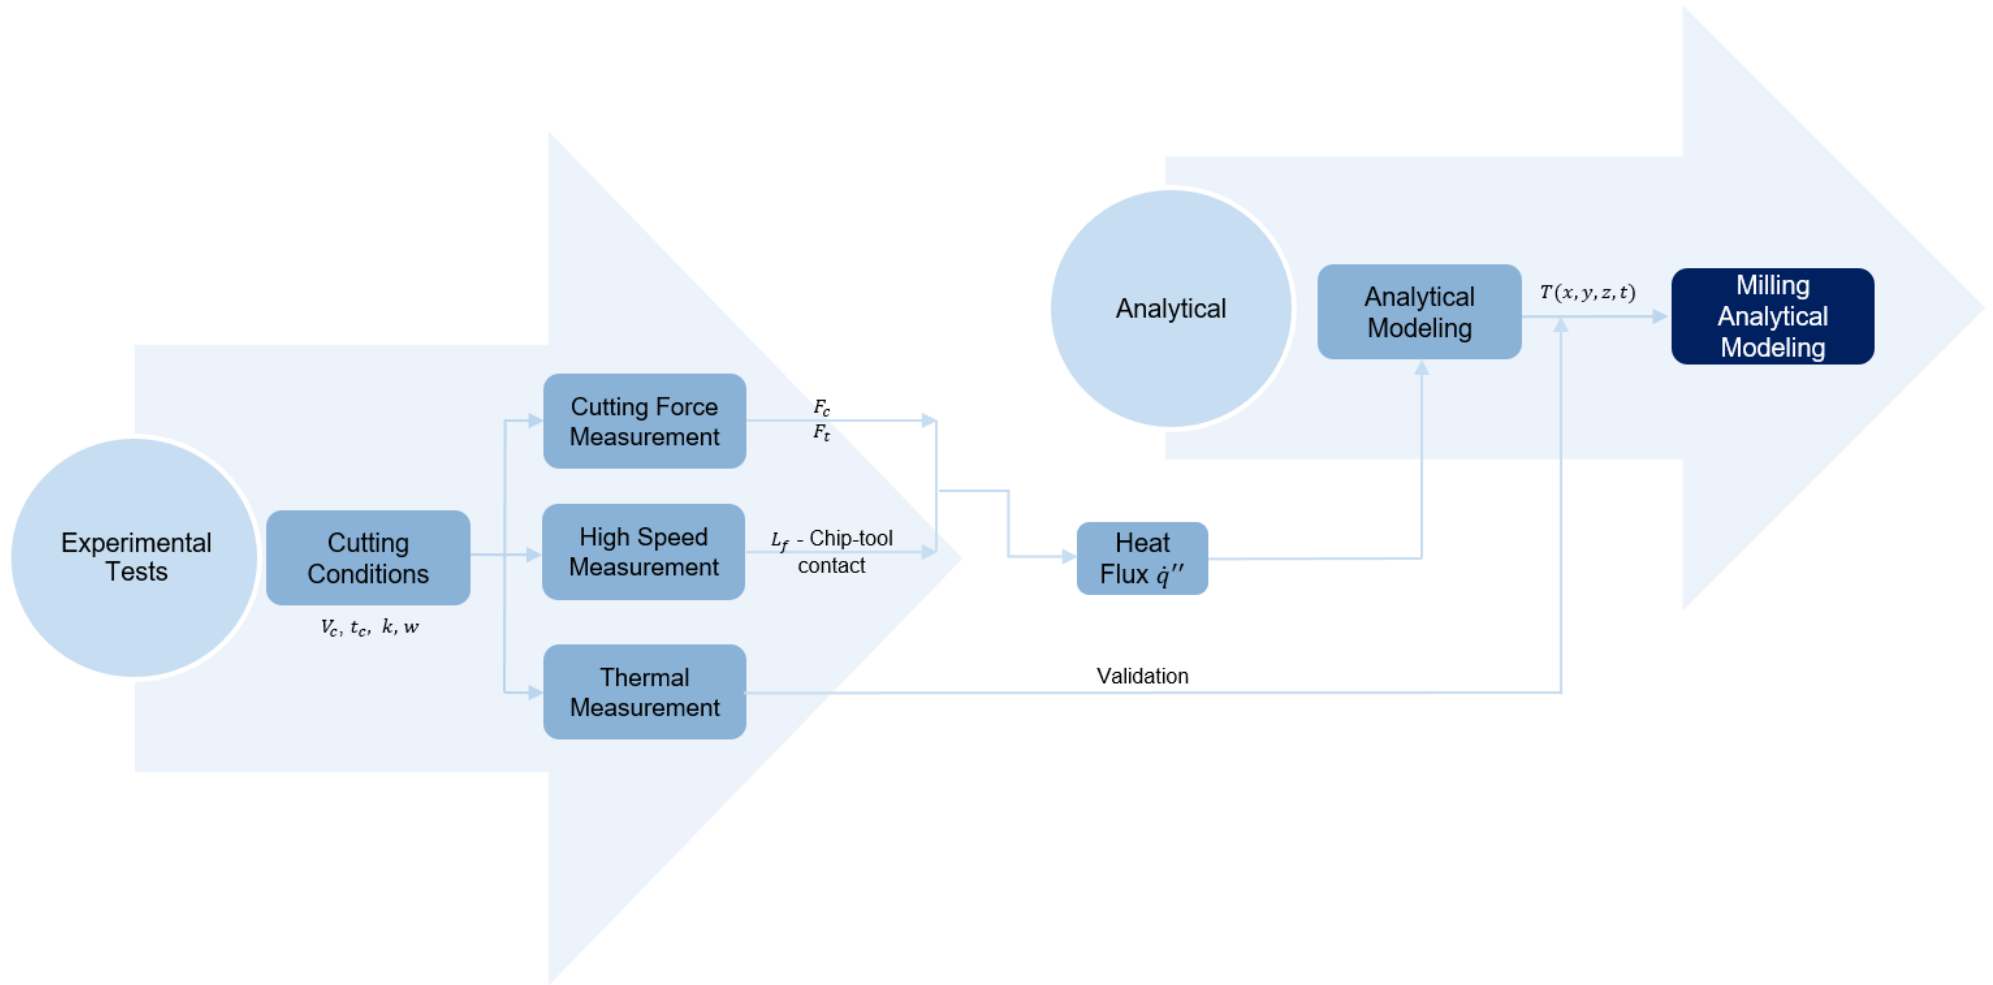 Experimental
Tests
Cutting
Conditions
V_c, t_c, k, w
Cutting Force
Measurement
F_c
F_t
High Speed
Measurement
L_f - Chip-tool
contact
Thermal
Measurement
Validation
Heat
Flux q̇′′
Analytical
Analytical
Modeling
T(x, y, z, t)
Milling
Analytical
Modeling